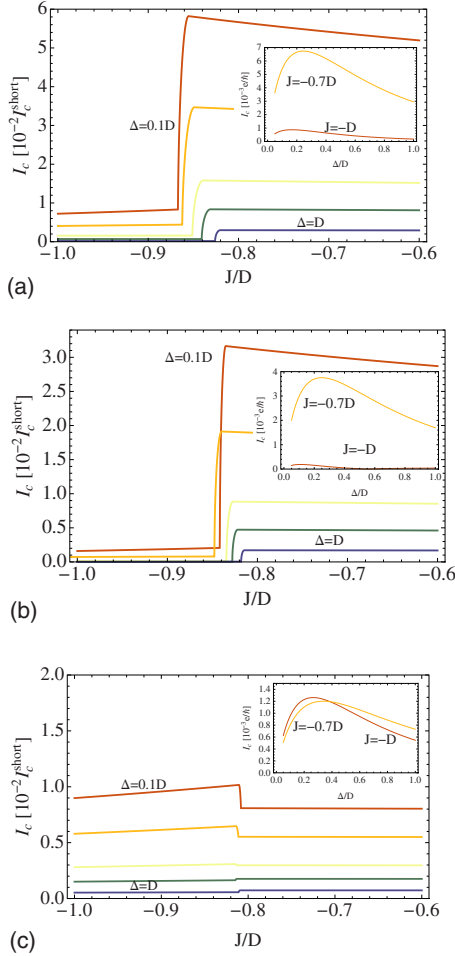 6
5
4
3
2
1
0
I_c [10^-2 I_c^short]
Δ=0.1D
Δ=D
−1.0 −0.9 −0.8 −0.7 −0.6
J/D
(a)
7
6
5
4
3
2
1
0
I_c [10^-3 e/ħ]
J=−0.7D
J=−D
0.0 0.2 0.4 0.6 0.8 1.0
Δ/D
3.0
2.5
2.0
1.5
1.0
0.5
0.0
I_c [10^-2 I_c^short]
Δ=0.1D
Δ=D
-1.0 -0.9 -0.8 -0.7 -0.6
J/D
(b)
4
3
2
1
0
I_c [10^-3 e/ħ]
J=−0.7D
J=−D
0.0 0.2 0.4 0.6 0.8 1.0
Δ/D
2.0
1.5
1.0
0.5
0.0
I_c [10^-2 I_c^short]
Δ=0.1D
Δ=D
-1.0 -0.9 -0.8 -0.7 -0.6
J/D
(c)
1.4
1.2
1.0
0.8
0.6
0.4
0.2
0.0
I_c [10^-3 e/ħ]
J=−0.7D
J=−D
0.0 0.2 0.4 0.6 0.8 1.0
Δ/D